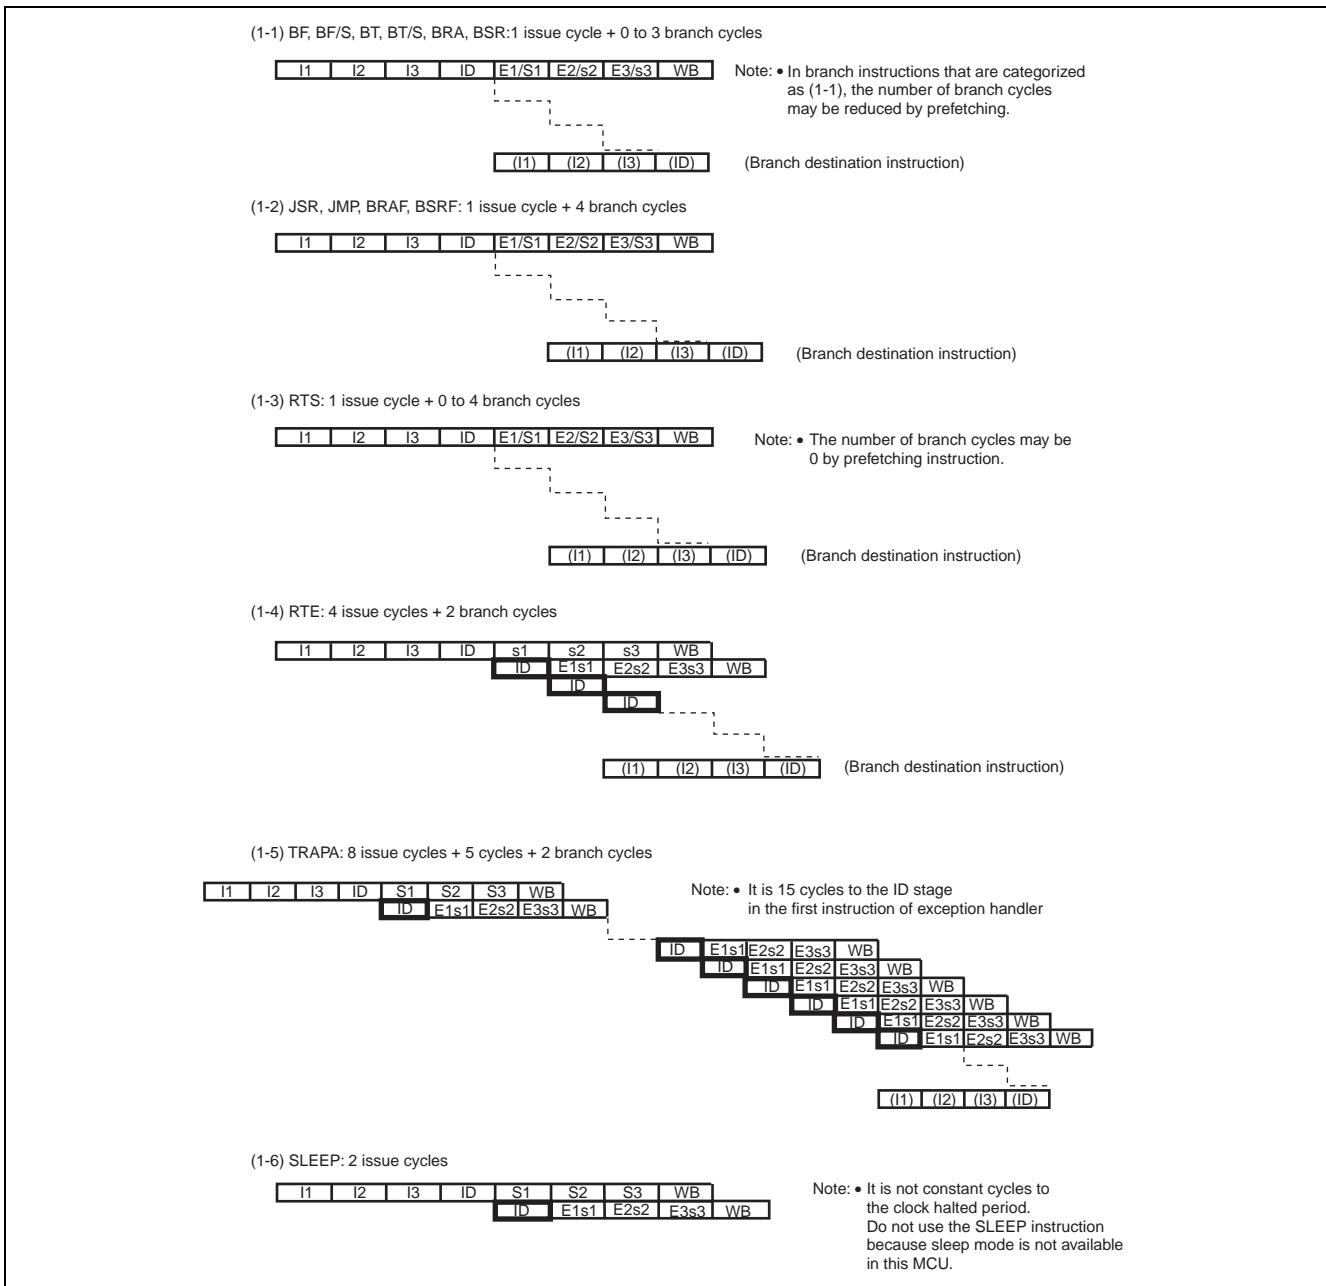 (1-1) BF, BF/S, BT, BT/S, BRA, BSR:1 issue cycle + 0 to 3 branch cycles
I1 I2 I3 ID E1/S1 E2/s2 E3/s3 WB
Note: • In branch instructions that are categorized
as (1-1), the number of branch cycles
may be reduced by prefetching.
(I1) (I2) (I3) (ID)
(Branch destination instruction)
(1-2) JSR, JMP, BRAF, BSRF: 1 issue cycle + 4 branch cycles
I1 I2 I3 ID E1/S1 E2/S2 E3/S3 WB
(I1) (I2) (I3) (ID)
(Branch destination instruction)
(1-3) RTS: 1 issue cycle + 0 to 4 branch cycles
I1 I2 I3 ID E1/S1 E2/S2 E3/S3 WB
Note: • The number of branch cycles may be
0 by prefetching instruction.
(I1) (I2) (I3) (ID)
(Branch destination instruction)
(1-4) RTE: 4 issue cycles + 2 branch cycles
I1 I2 I3 ID s1 s2 s3 WB
ID E1s1 E2s2 E3s3 WB
ID
ID
(I1) (I2) (I3) (ID)
(Branch destination instruction)
(1-5) TRAPA: 8 issue cycles + 5 cycles + 2 branch cycles
I1 I2 I3 ID S1 S2 S3 WB
ID E1s1 E2s2 E3s3 WB
Note: • It is 15 cycles to the ID stage
in the first instruction of exception handler
ID E1s1 E2s2 E3s3 WB
ID E1s1 E2s2 E3s3 WB
ID E1s1 E2s2 E3s3 WB
ID E1s1 E2s2 E3s3 WB
ID E1s1 E2s2 E3s3 WB
ID E1s1 E2s2 E3s3 WB
(I1) (I2) (I3) (ID)
(1-6) SLEEP: 2 issue cycles
I1 I2 I3 ID S1 S2 S3 WB
ID E1s1 E2s2 E3s3 WB
Note: • It is not constant cycles to
the clock halted period.
Do not use the SLEEP instruction
because sleep mode is not available
in this MCU.